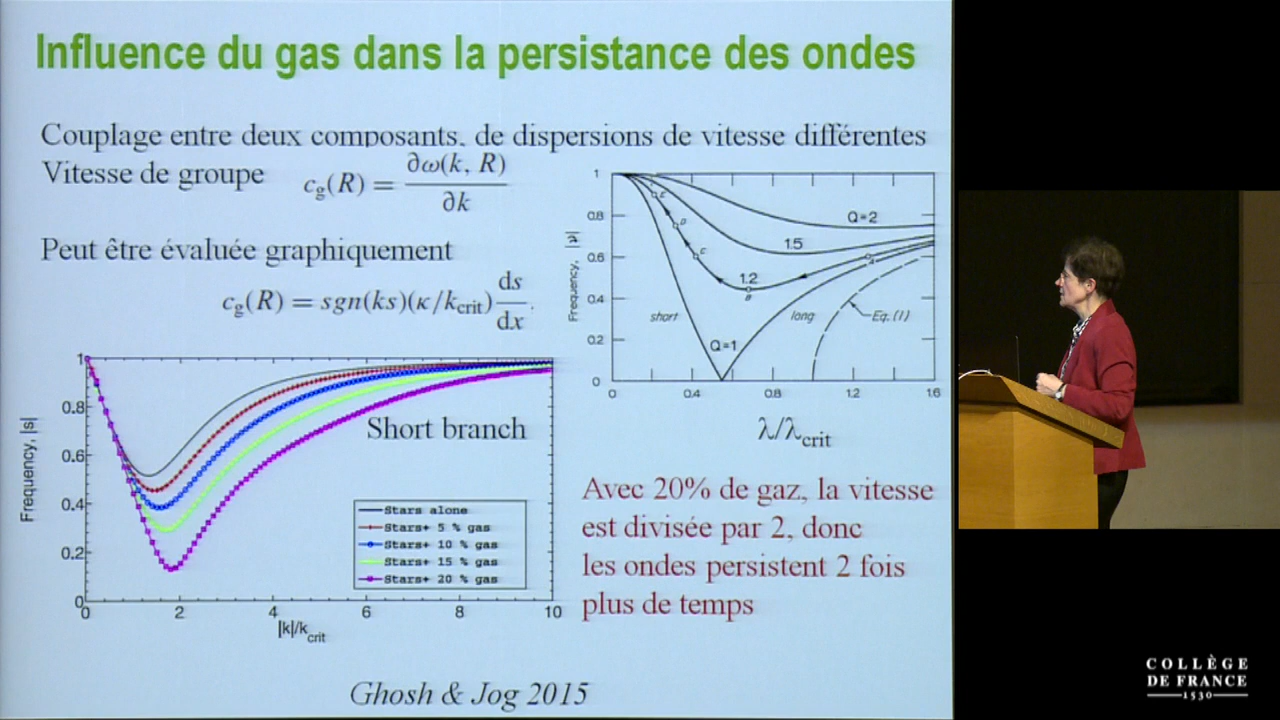 Influence du gas dans la persistance des ondes
Couplage entre deux composants, de dispersions de vitesse différentes
Vitesse de groupe
c_g(R) = ∂ω(k, R) / ∂k
Peut être évaluée graphiquement
c_g(R) = sgn(ks)(κ/k_crit) ds/dx.
Frequency, |ν|
1
0.8
0.6
0.4
0.2
0
0
0.4
0.8
1.2
1.6
Q=2
1.5
1.2
Q=1
short
long
Eq.(1)
E
D
C
B
A
λ/λcrit
Frequency, |s|
1
0.8
0.6
0.4
0.2
0
0
2
4
6
8
10
|k|/k_crit
Short branch
Stars alone
Stars+ 5 % gas
Stars+ 10 % gas
Stars+ 15 % gas
Stars+ 20 % gas
Avec 20% de gaz, la vitesse
est divisée par 2, donc
les ondes persistent 2 fois
plus de temps
Ghosh & Jog 2015
COLLÈGE
DE FRANCE
1530